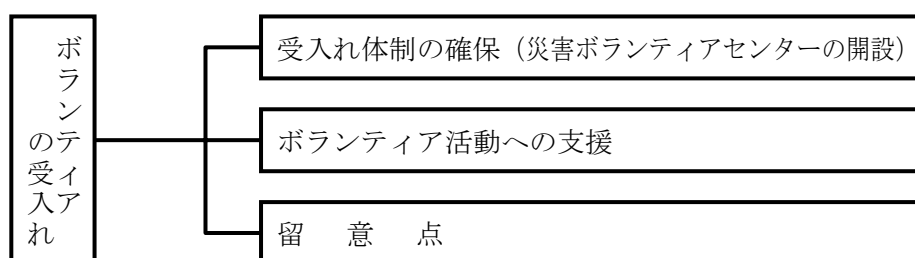 ボランティア
の受入れ
受入れ体制の確保（災害ボランティアセンターの開設）
ボランティア活動への支援
留　意　点